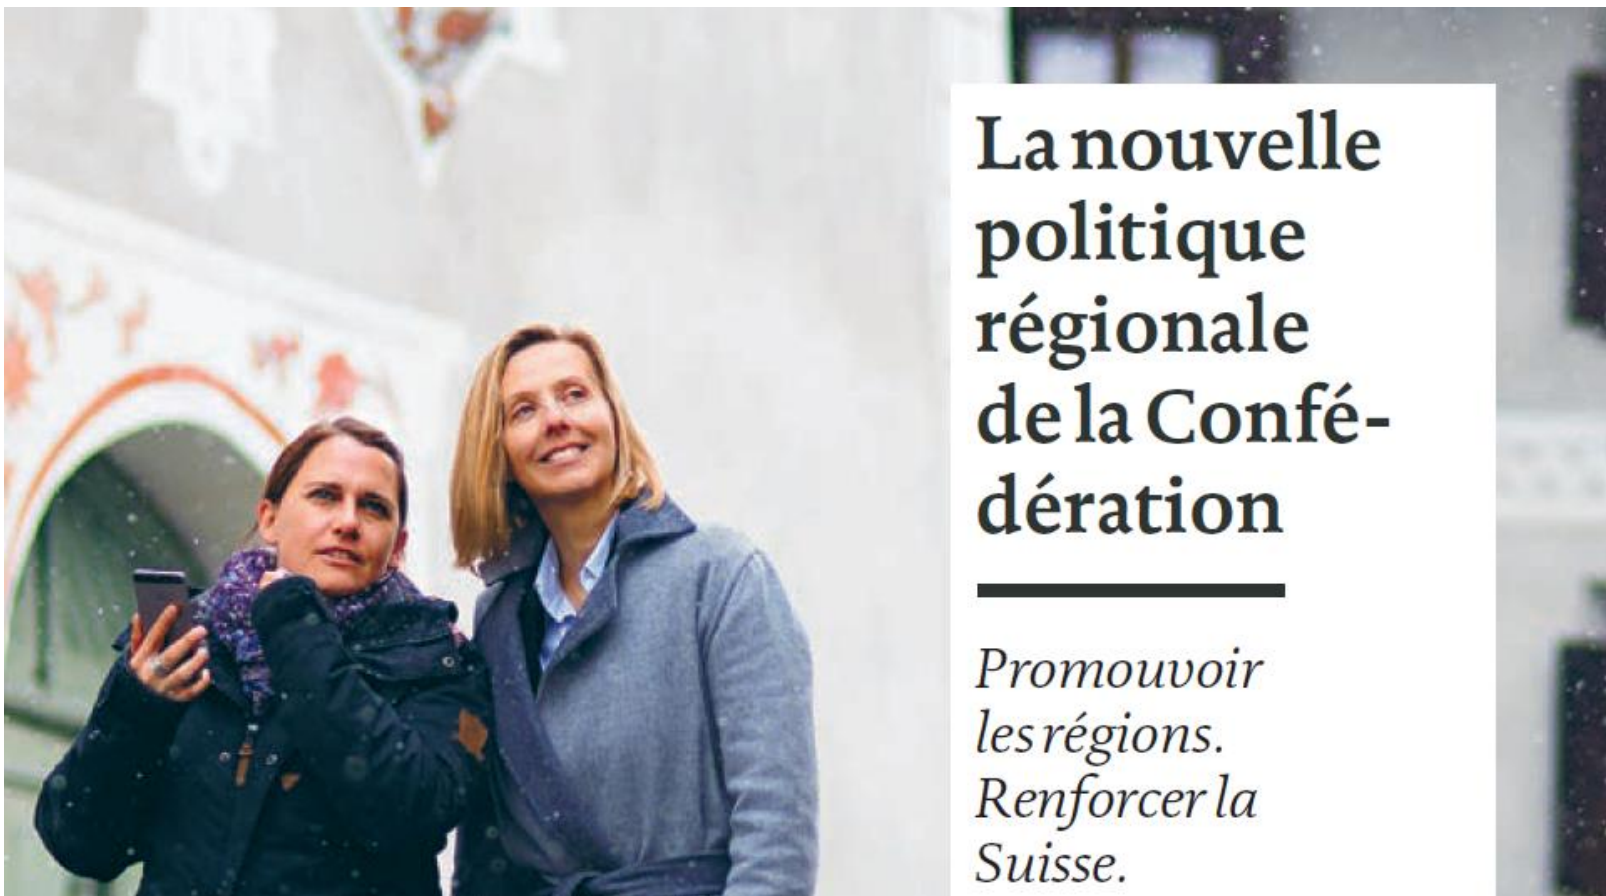 La nouvelle
politique
régionale
de la Confé-
dération
Promouvoir
les régions.
Renforcer la
Suisse.